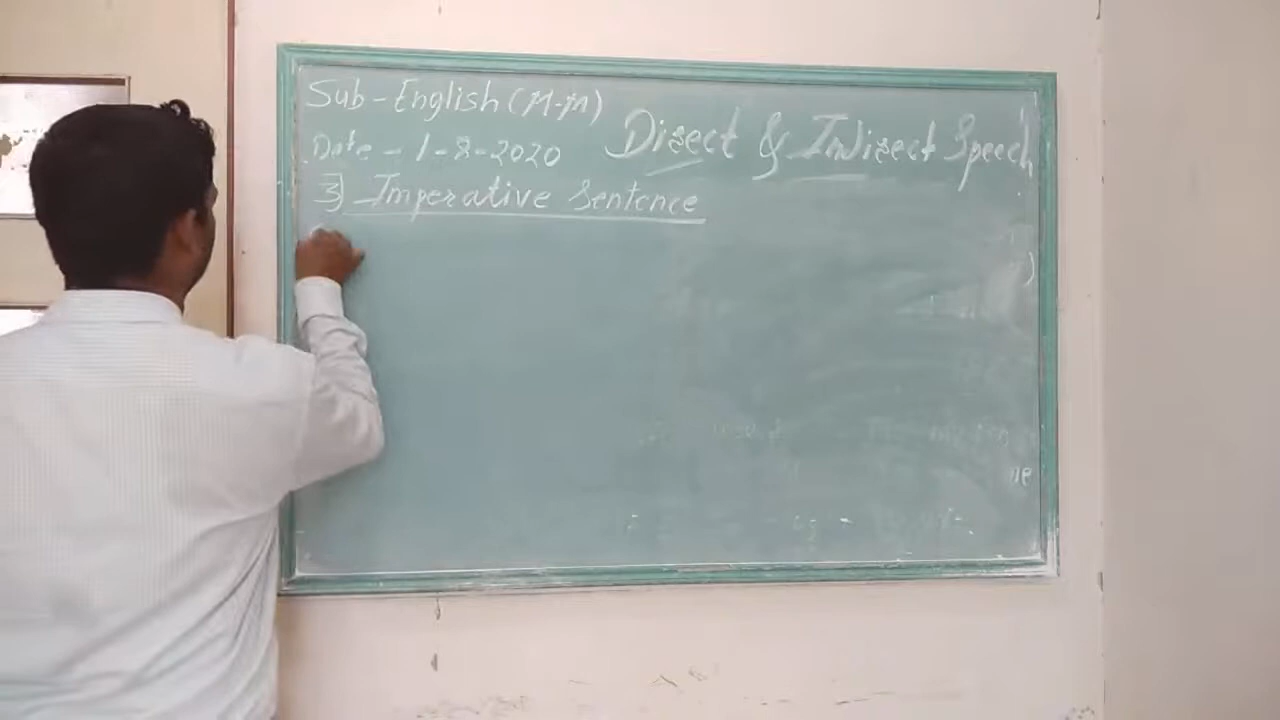 Sub - English (M-M)
Date - 1-8-2020
Direct & Indirect Speech
3) Imperative Sentence